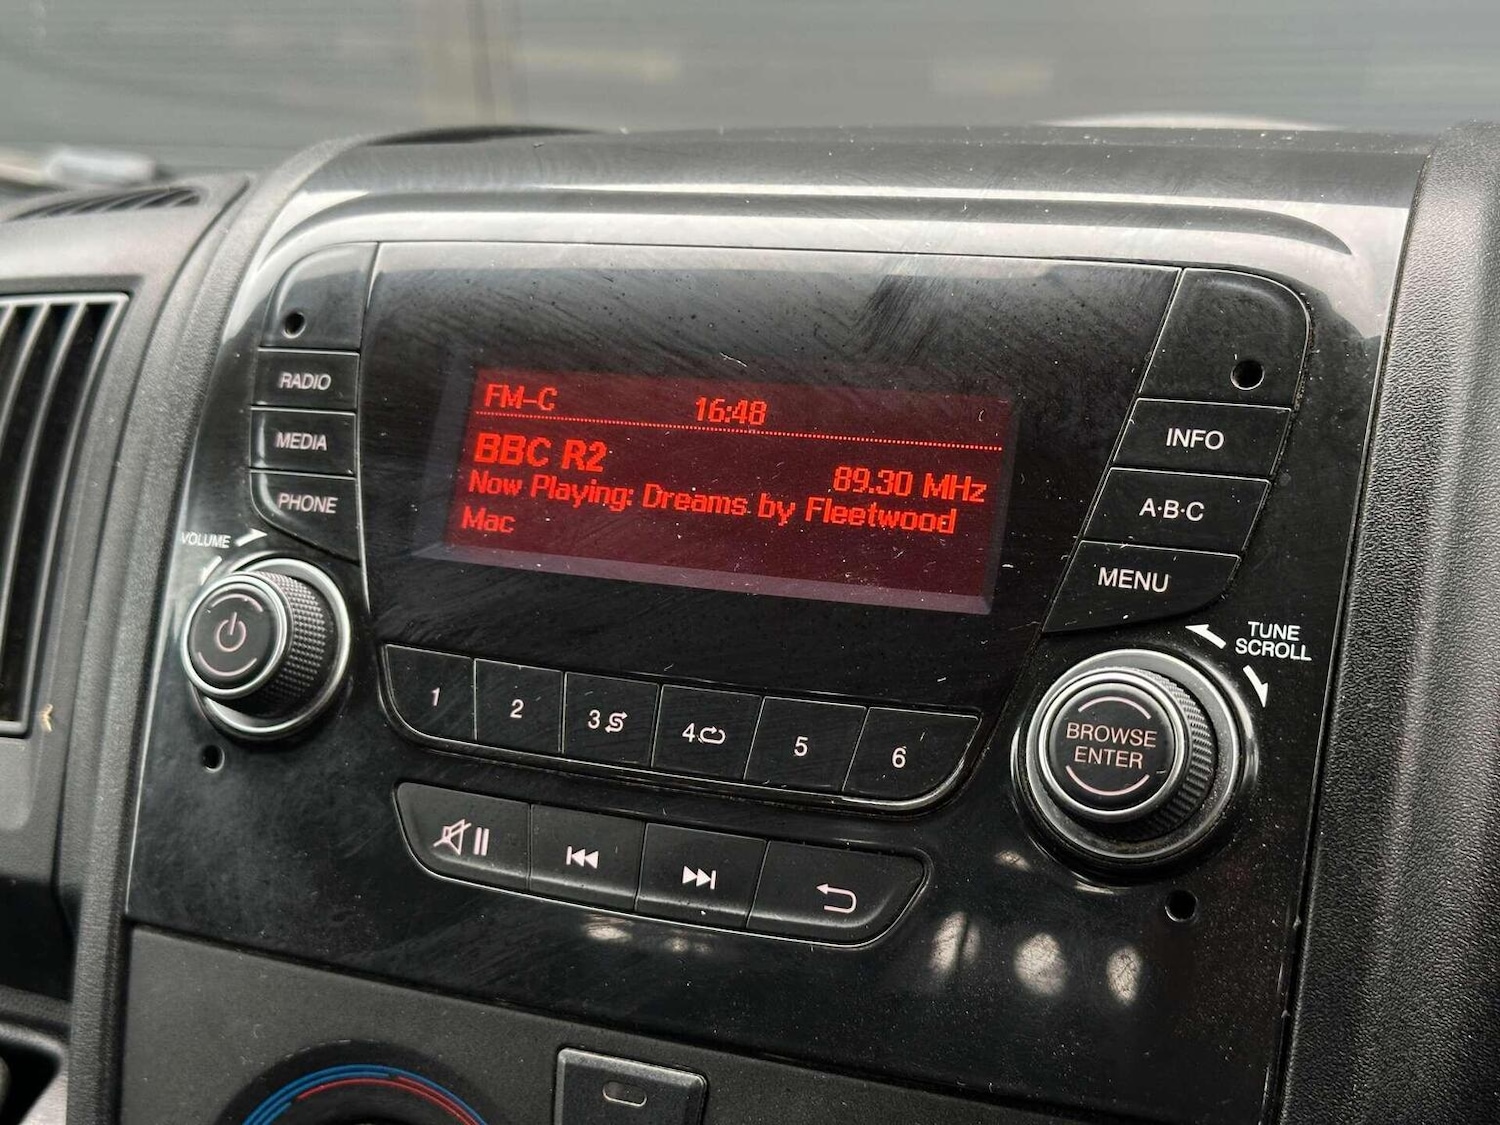 FM-C 16:48
BBC R2
89.30 MHz
Now Playing: Dreams by Fleetwood
Mac
RADIO
MEDIA
PHONE
VOLUME
INFO
A·B·C
MENU
TUNE
SCROLL
BROWSE
ENTER
1 2 3 4 5 6